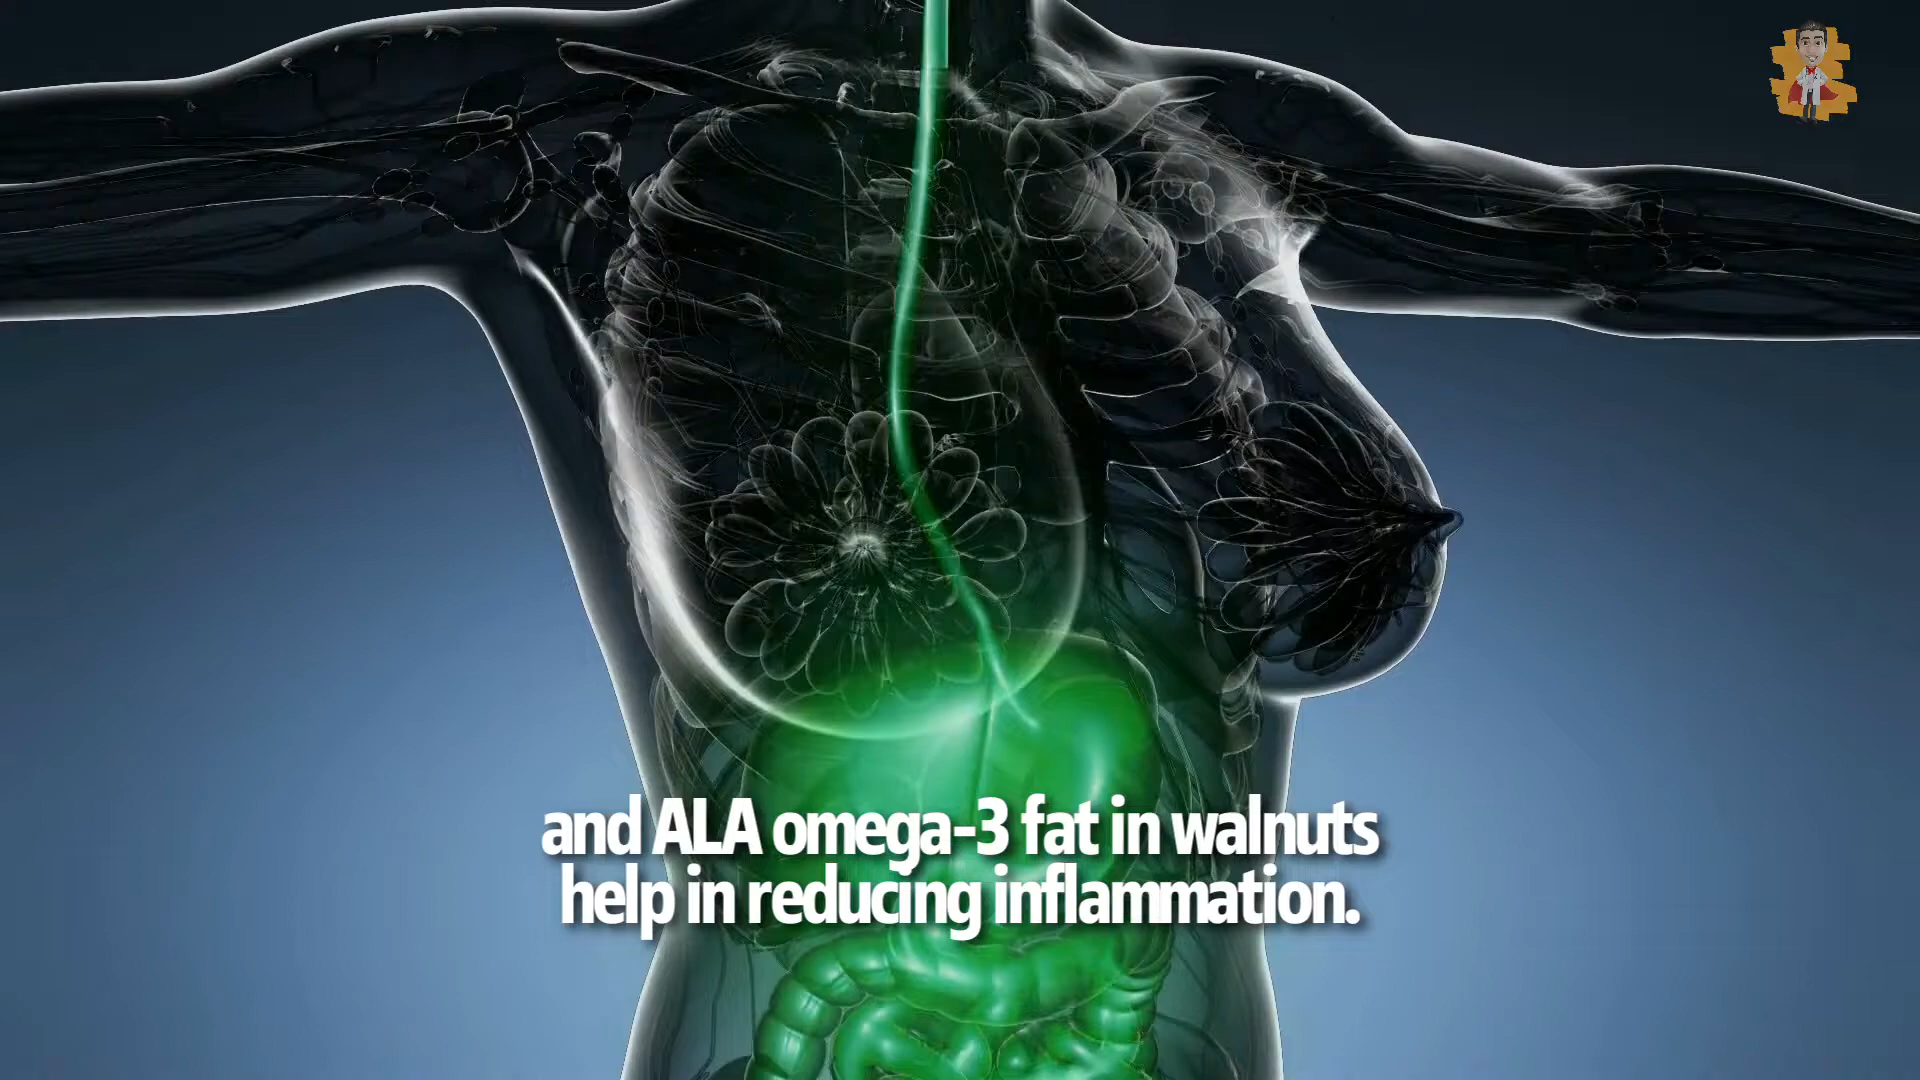 and ALA omega-3 fat in walnuts
help in reducing inflammation.